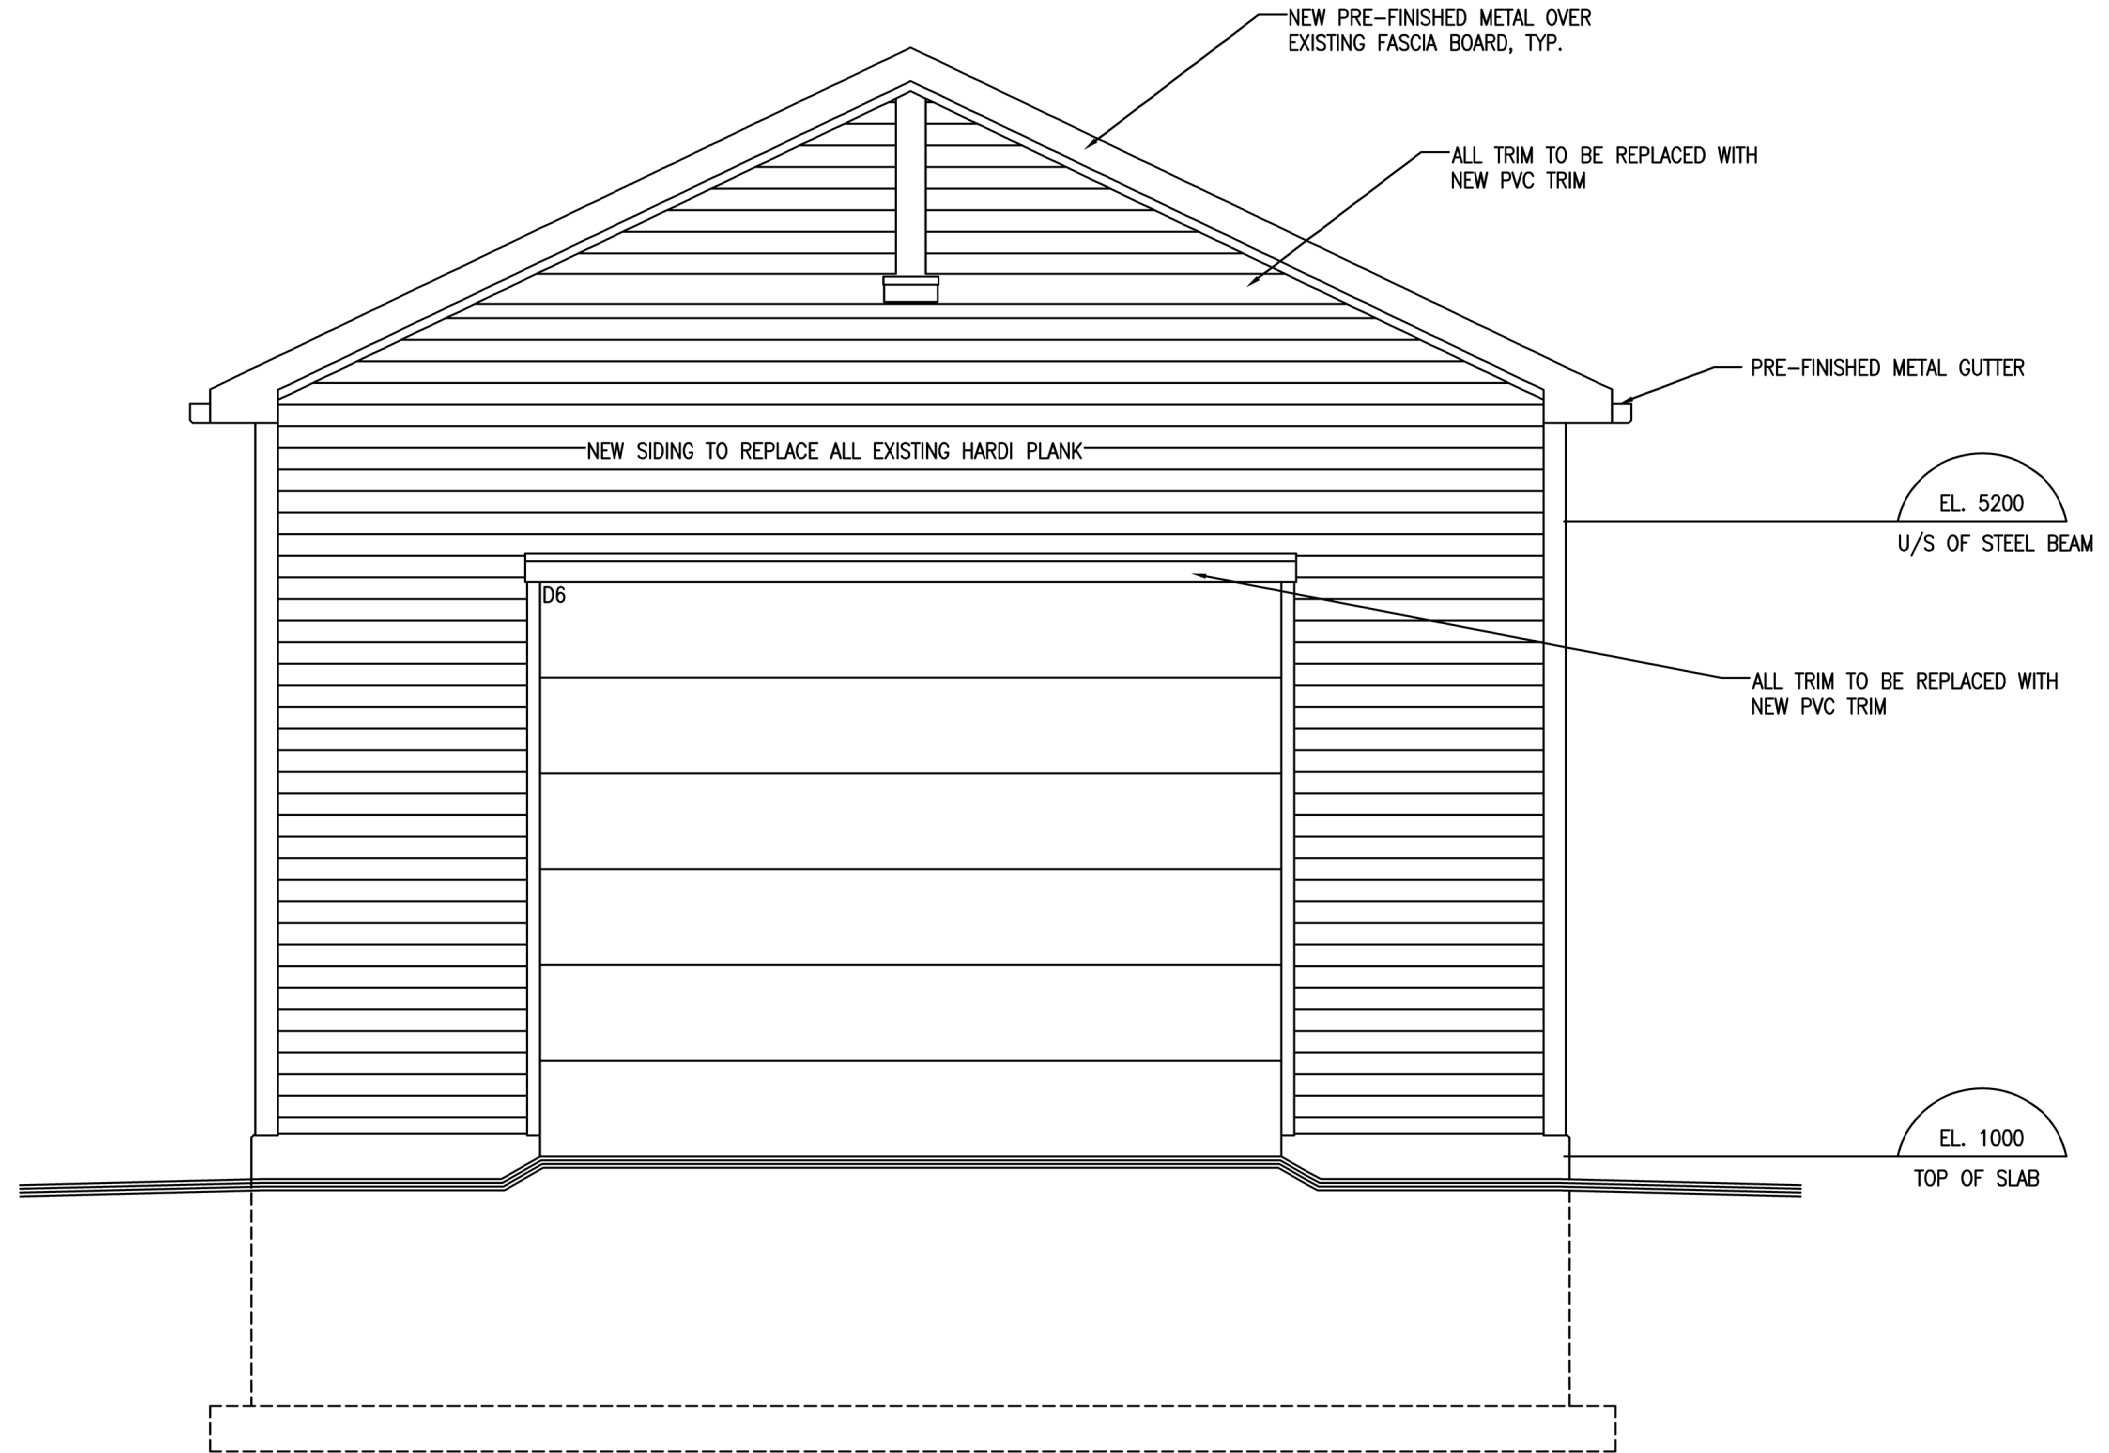 NEW PRE-FINISHED METAL OVER
EXISTING FASCIA BOARD, TYP.
ALL TRIM TO BE REPLACED WITH
NEW PVC TRIM
PRE-FINISHED METAL GUTTER
NEW SIDING TO REPLACE ALL EXISTING HARDI PLANK
EL. 5200
U/S OF STEEL BEAM
D6
ALL TRIM TO BE REPLACED WITH
NEW PVC TRIM
EL. 1000
TOP OF SLAB